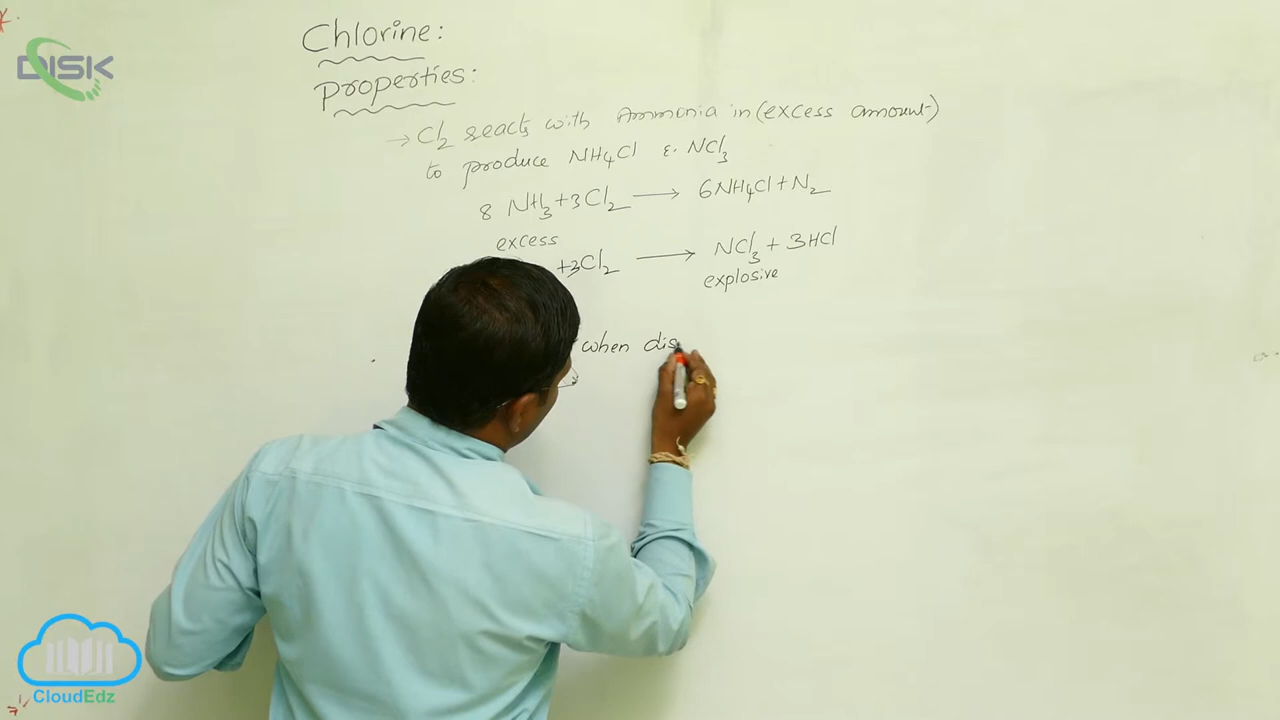 Chlorine:
Properties:
→ Cl2 reacts with Ammonia in (excess amount)
to produce NH4Cl & NCl3
8 NH3 + 3Cl2 → 6NH4Cl + N2
excess
+3Cl2 → NCl3 + 3HCl
explosive
when dis
DISK
CloudEdz